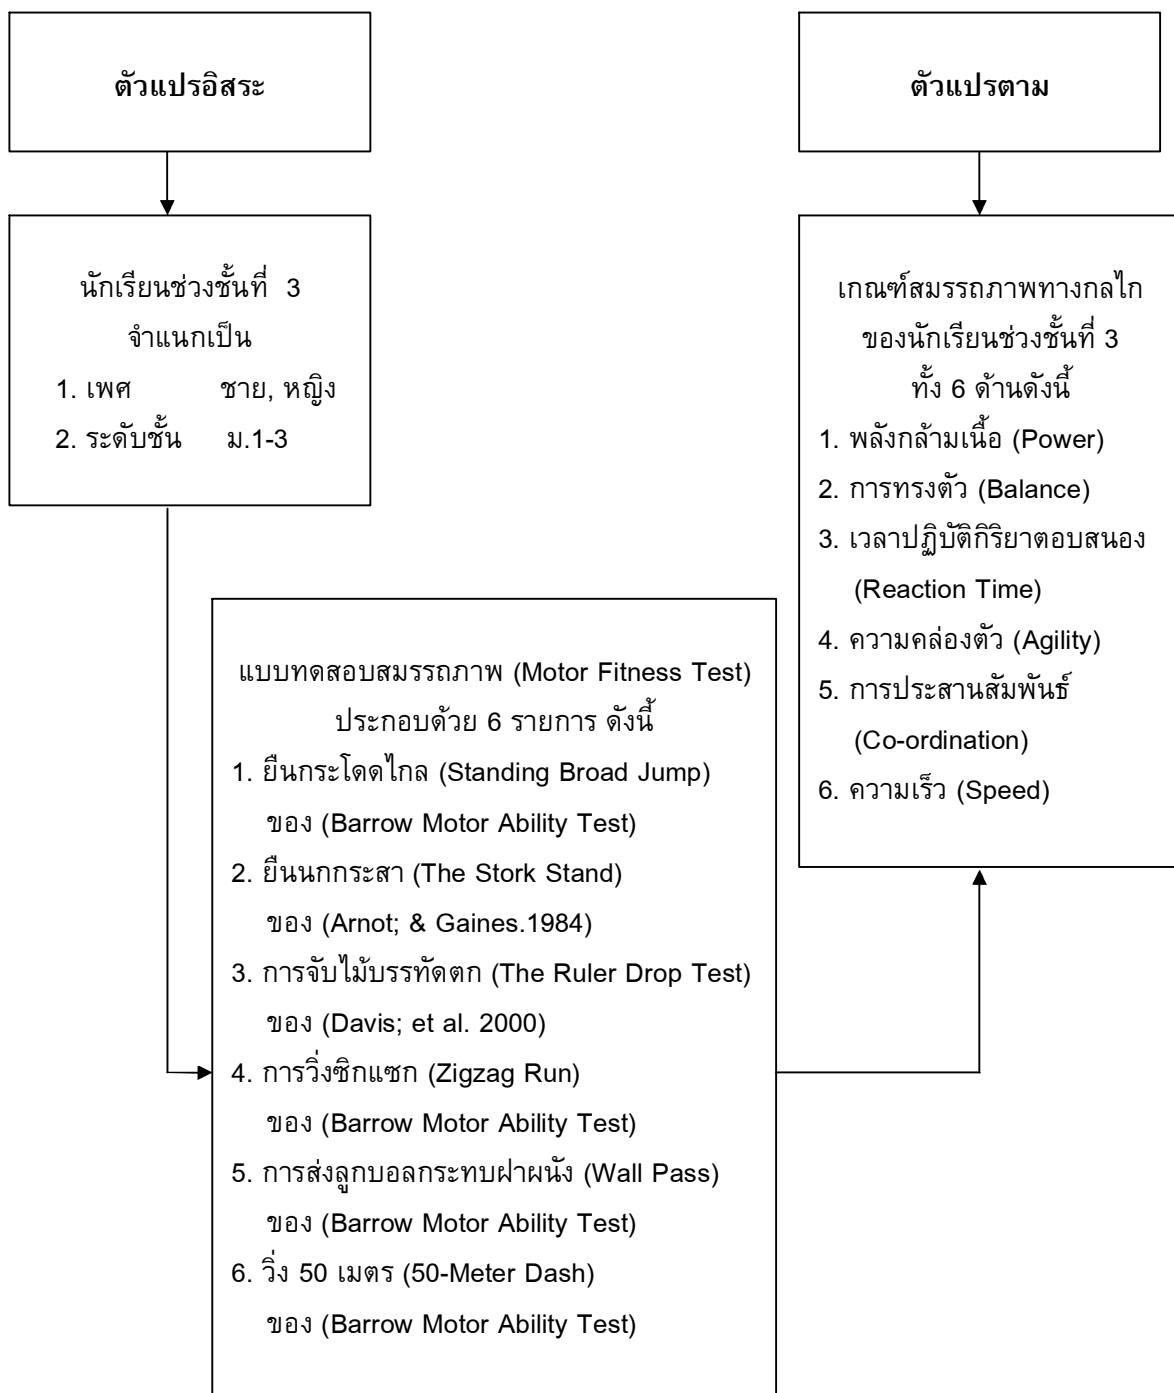 ตัวแปรอิสระ
ตัวแปรตาม
นักเรียนช่วงชั้นที่ 3
จำแนกเป็น
1. เพศ ชาย, หญิง
2. ระดับชั้น ม.1-3
แบบทดสอบสมรรถภาพ (Motor Fitness Test)
ประกอบด้วย 6 รายการ ดังนี้
1. ยืนกระโดดไกล (Standing Broad Jump)
ของ (Barrow Motor Ability Test)
2. ยืนนกกระสา (The Stork Stand)
ของ (Arnot; & Gaines.1984)
3. การจับไม้บรรทัดตก (The Ruler Drop Test)
ของ (Davis; et al. 2000)
4. การวิ่งซิกแซก (Zigzag Run)
ของ (Barrow Motor Ability Test)
5. การส่งลูกบอลกระทบฝาผนัง (Wall Pass)
ของ (Barrow Motor Ability Test)
6. วิ่ง 50 เมตร (50-Meter Dash)
ของ (Barrow Motor Ability Test)
เกณฑ์สมรรถภาพทางกลไก
ของนักเรียนช่วงชั้นที่ 3
ทั้ง 6 ด้านดังนี้
1. พลังกล้ามเนื้อ (Power)
2. การทรงตัว (Balance)
3. เวลาปฏิบัติกิริยาตอบสนอง
(Reaction Time)
4. ความคล่องตัว (Agility)
5. การประสานสัมพันธ์
(Co-ordination)
6. ความเร็ว (Speed)